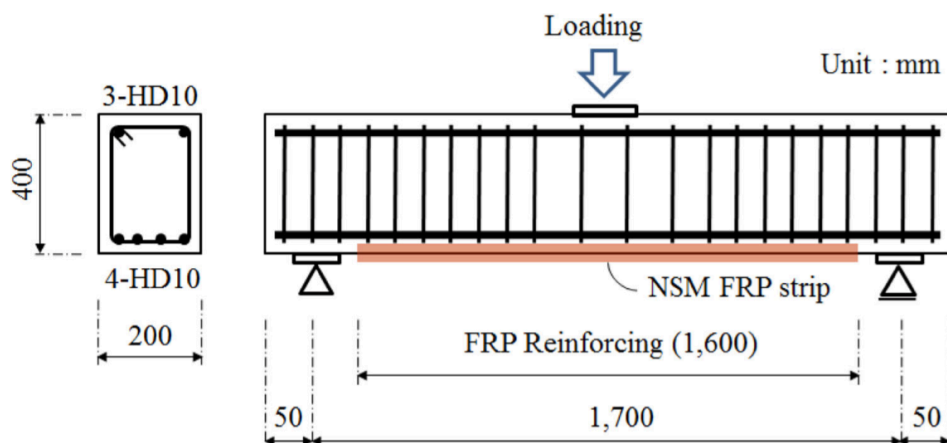 Loading
Unit : mm
3-HD10
400
4-HD10
NSM FRP strip
200
FRP Reinforcing (1,600)
50
1,700
50